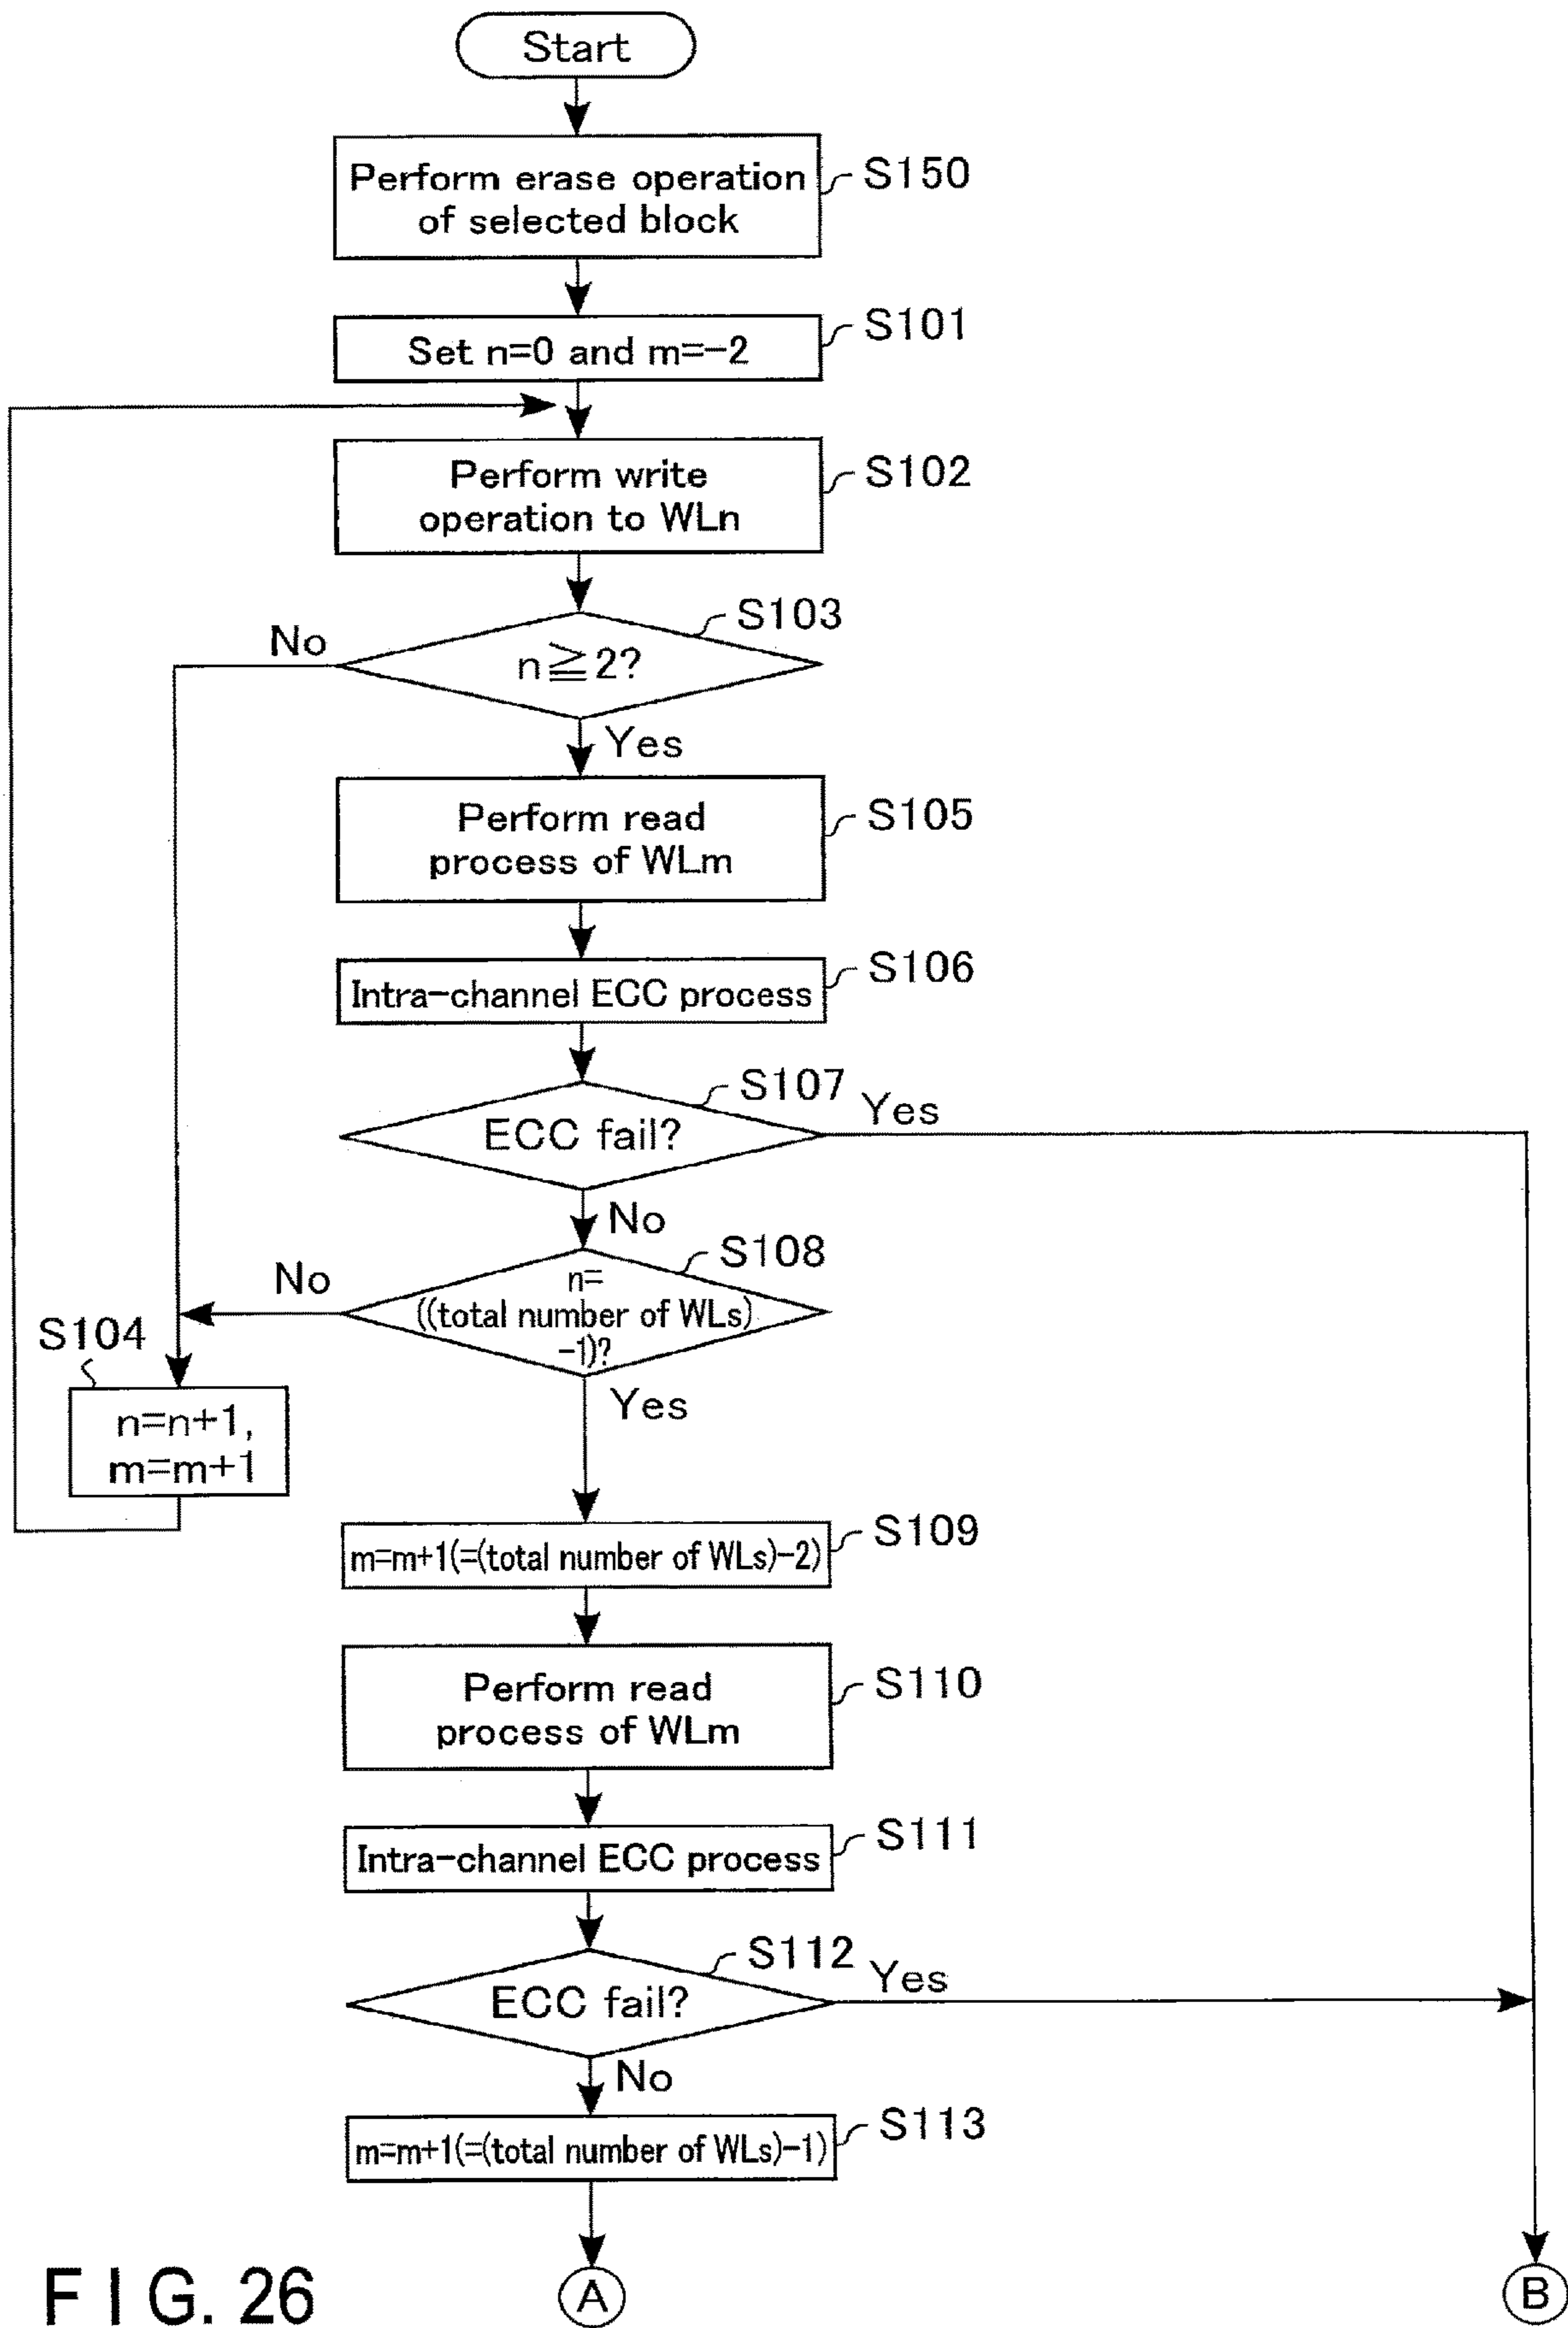 Start
Perform erase operation
of selected block
S150
Set n=0 and m=-2
S101
Perform write
operation to WLn
S102
S103
No
n≧2?
Yes
Perform read
process of WLm
S105
Intra-channel ECC process
S106
S107
Yes
ECC fail?
No
S108
No
n=
((total number of WLs)
-1)?
S104
Yes
n=n+1,
m=m+1
m=m+1(=(total number of WLs)-2)
S109
Perform read
process of WLm
S110
Intra-channel ECC process
S111
S112
Yes
ECC fail?
No
m=m+1(=(total number of WLs)-1)
S113
A
B
F I G. 26